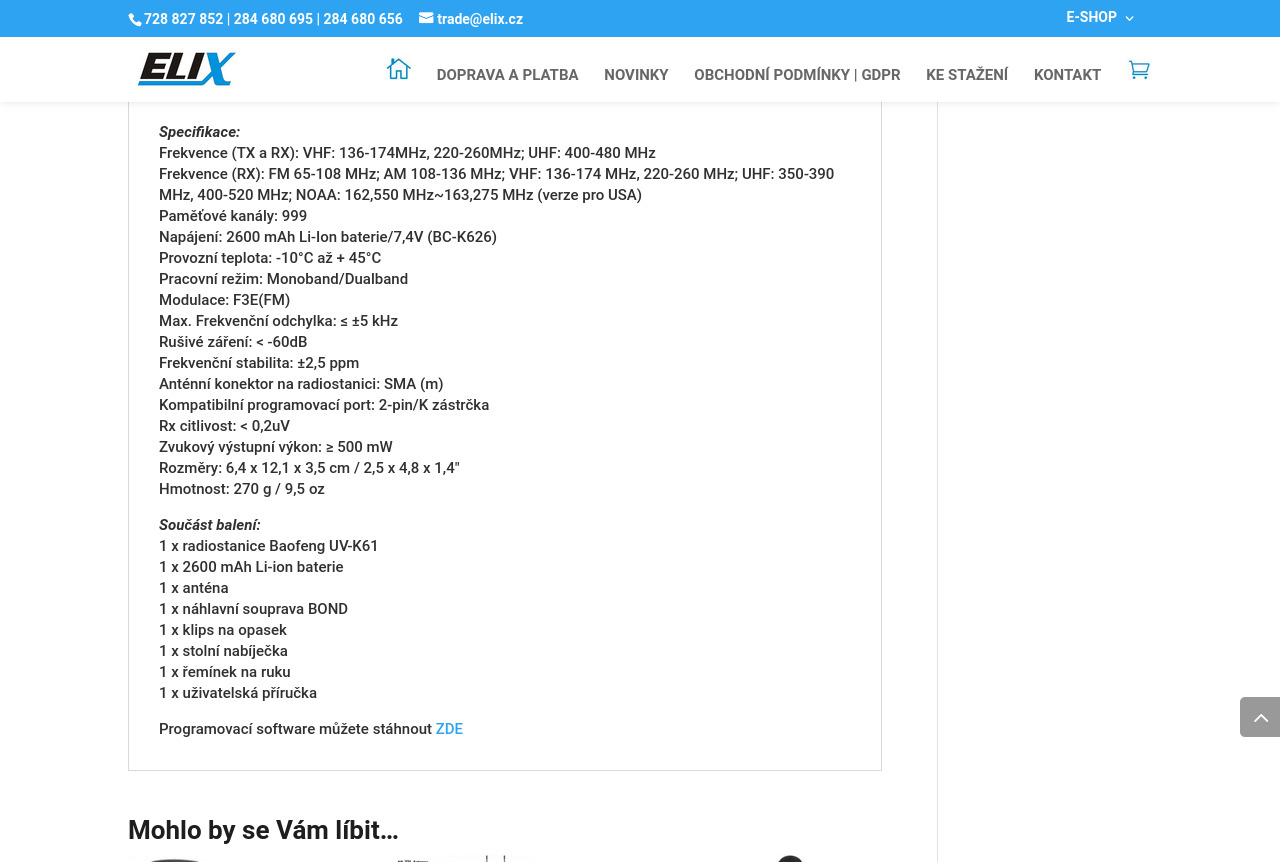 728 827 852 | 284 680 695 | 284 680 656
trade@elix.cz
E-SHOP
ELIX
DOPRAVA A PLATBA
NOVINKY
OBCHODNÍ PODMÍNKY | GDPR
KE STAŽENÍ
KONTAKT
Specifikace:
Frekvence (TX a RX): VHF: 136-174MHz, 220-260MHz; UHF: 400-480 MHz
Frekvence (RX): FM 65-108 MHz; AM 108-136 MHz; VHF: 136-174 MHz, 220-260 MHz; UHF: 350-390
MHz, 400-520 MHz; NOAA: 162,550 MHz~163,275 MHz (verze pro USA)
Paměťové kanály: 999
Napájení: 2600 mAh Li-Ion baterie/7,4V (BC-K626)
Provozní teplota: -10°C až + 45°C
Pracovní režim: Monoband/Dualband
Modulace: F3E(FM)
Max. Frekvenční odchylka: ≤ ±5 kHz
Rušivé záření: < -60dB
Frekvenční stabilita: ±2,5 ppm
Anténní konektor na radiostanici: SMA (m)
Kompatibilní programovací port: 2-pin/K zástrčka
Rx citlivost: < 0,2uV
Zvukový výstupní výkon: ≥ 500 mW
Rozměry: 6,4 x 12,1 x 3,5 cm / 2,5 x 4,8 x 1,4"
Hmotnost: 270 g / 9,5 oz
Součást balení:
1 x radiostanice Baofeng UV-K61
1 x 2600 mAh Li-ion baterie
1 x anténa
1 x náhlavní souprava BOND
1 x klips na opasek
1 x stolní nabíječka
1 x řemínek na ruku
1 x uživatelská příručka
Programovací software můžete stáhnout ZDE
Mohlo by se Vám líbit…